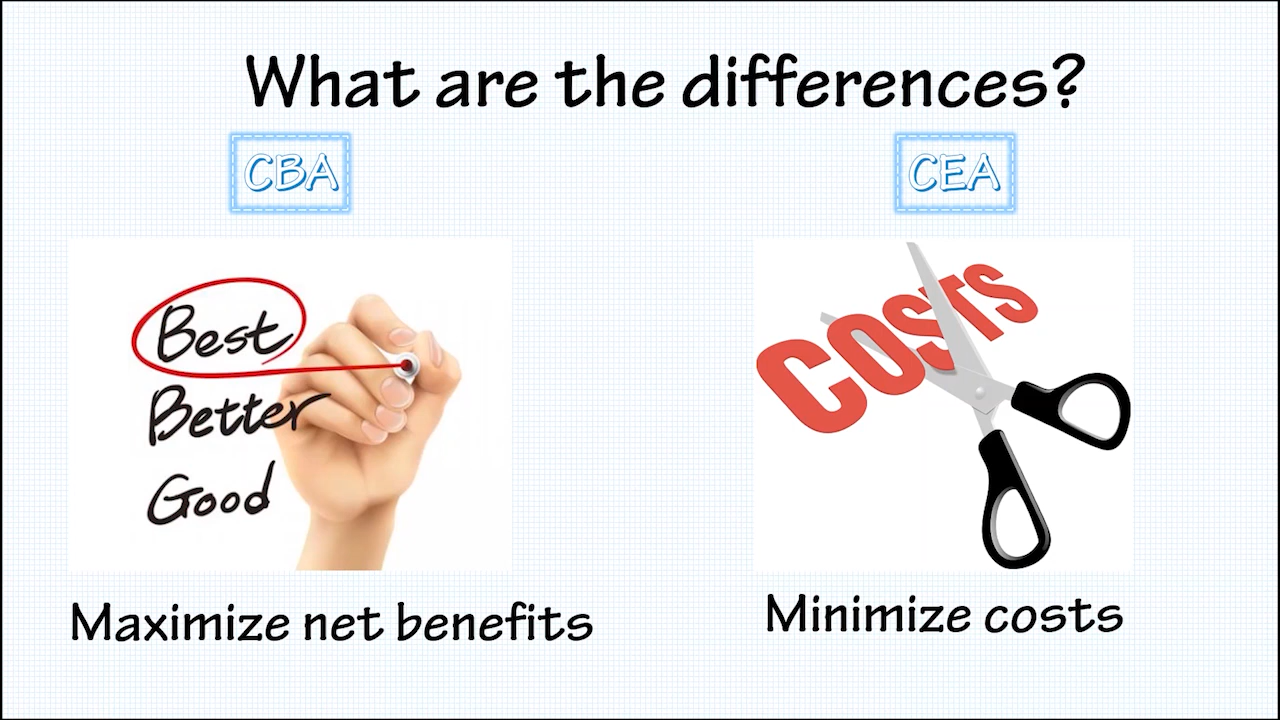 What are the differences?
CBA
CEA
Best
Better
Good
COSTS
Maximize net benefits
Minimize costs